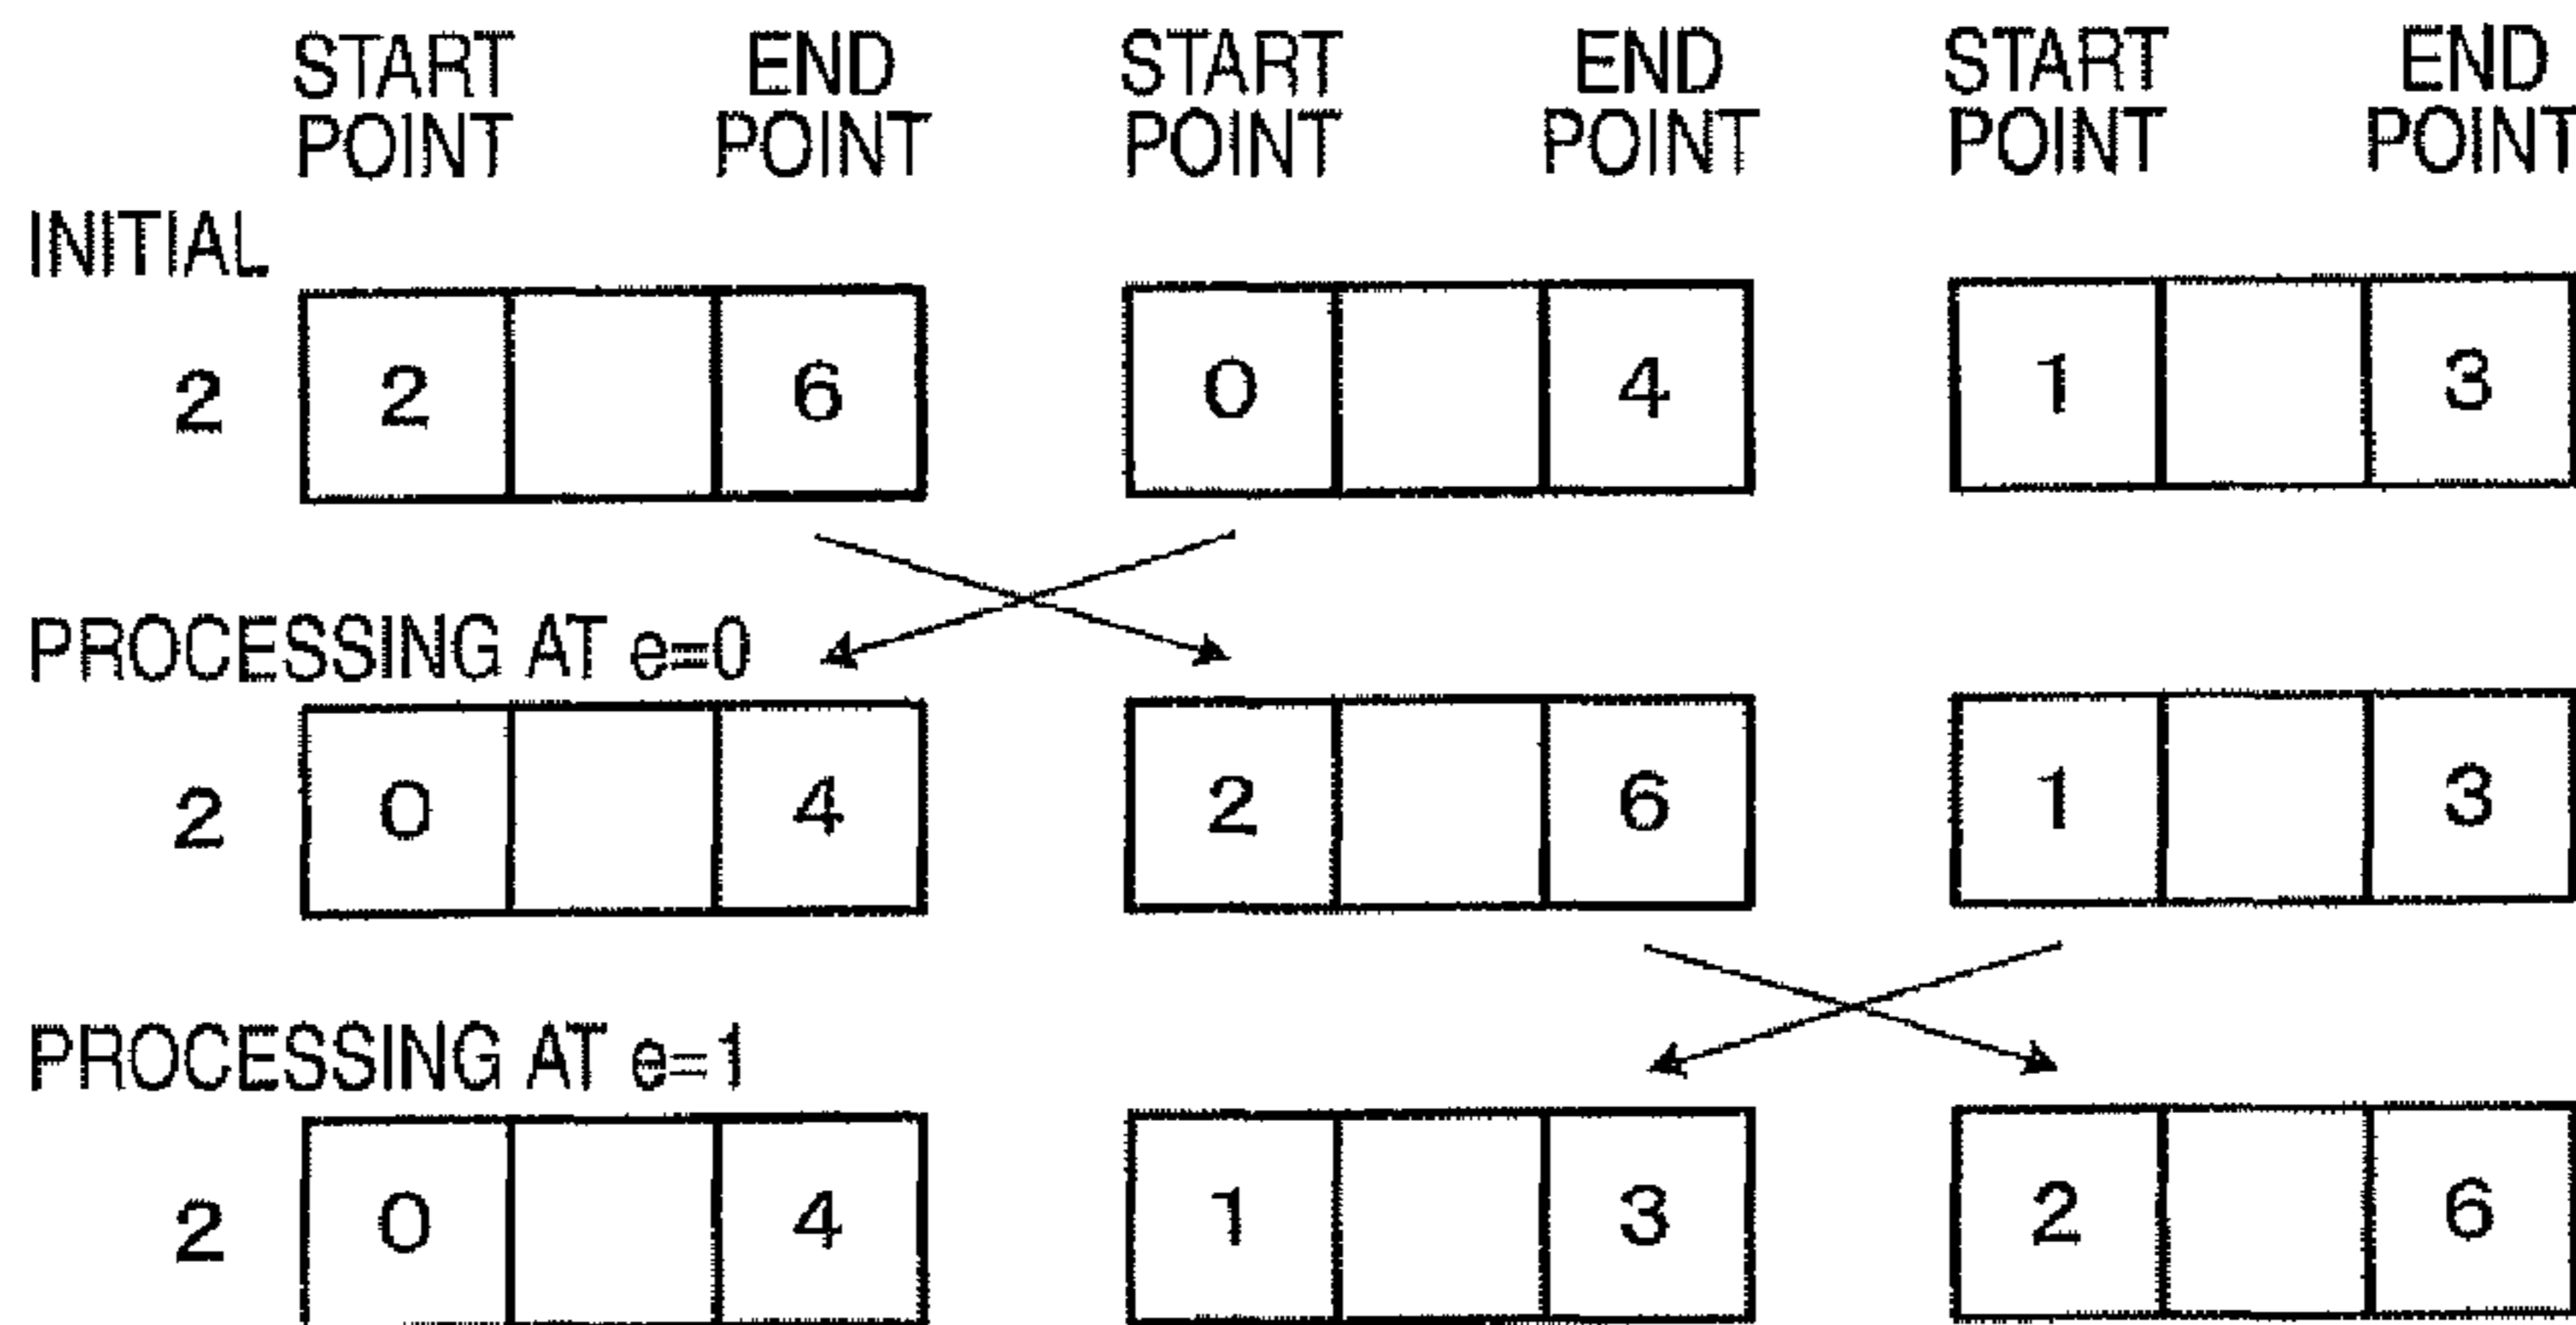 START END START END START END
POINT POINT POINT POINT POINT POINT
INITIAL
2 2 6 0 4 1 3
PROCESSING AT e=0
2 0 4 2 6 1 3
PROCESSING AT e=1
2 0 4 1 3 2 6